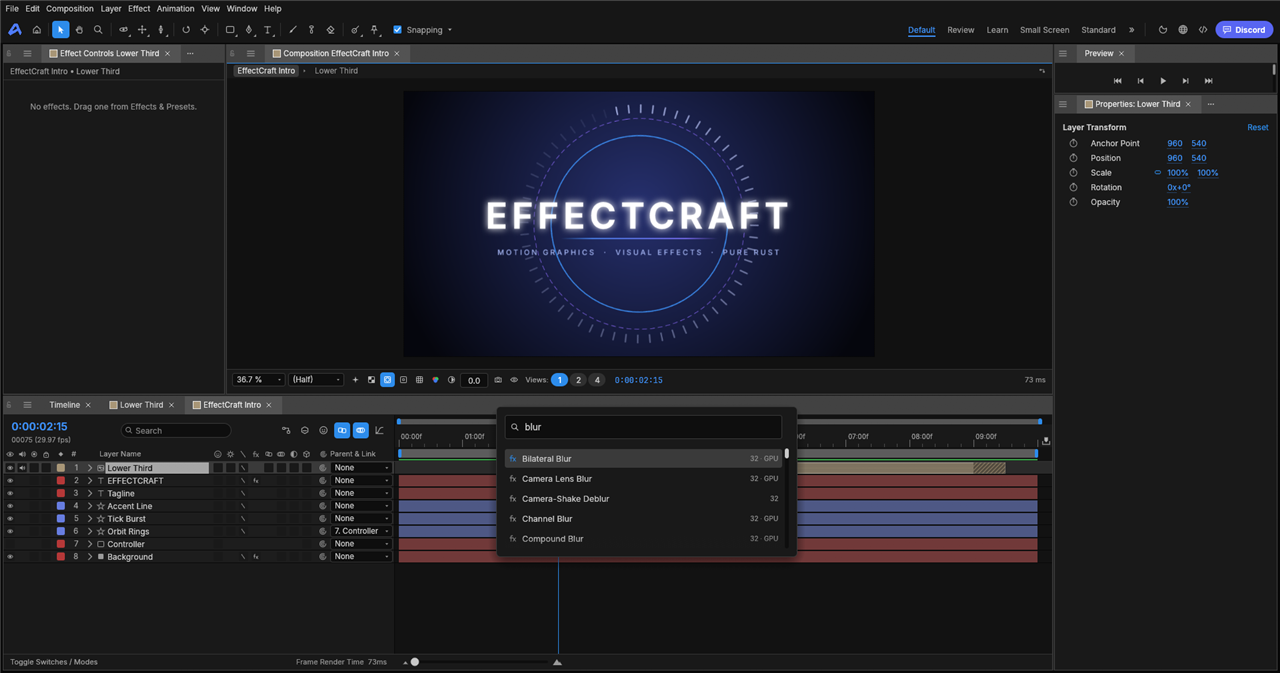 File Edit Composition Layer Effect Animation View Window Help
Snapping
Default Review Learn Small Screen Standard » Discord
Effect Controls Lower Third
Composition EffectCraft Intro
Preview
EffectCraft Intro • Lower Third
EffectCraft Intro › Lower Third
No effects. Drag one from Effects & Presets.
Properties: Lower Third
Layer Transform Reset
Anchor Point 960 540
Position 960 540
Scale 100% 100%
Rotation 0x+0°
Opacity 100%
EFFECTCRAFT
MOTION GRAPHICS · VISUAL EFFECTS · PURE RUST
36.7 % (Half) 0.0 Views: 1 2 4 0:00:02:15 73 ms
Timeline Lower Third EffectCraft Intro
0:00:02:15
00075 (29.97 fps)
Search
blur
00:00f 01:00f 07:00f 08:00f 09:00f
# Layer Name fx Parent & Link
1 Lower Third None
2 T EFFECTCRAFT fx None
3 T Tagline None
4 Accent Line None
5 Tick Burst None
6 Orbit Rings 7. Controller
7 Controller None
8 Background fx None
fx Bilateral Blur 32 · GPU
fx Camera Lens Blur 32 · GPU
fx Camera-Shake Deblur 32
fx Channel Blur 32 · GPU
fx Compound Blur 32 · GPU
Toggle Switches / Modes Frame Render Time 73ms